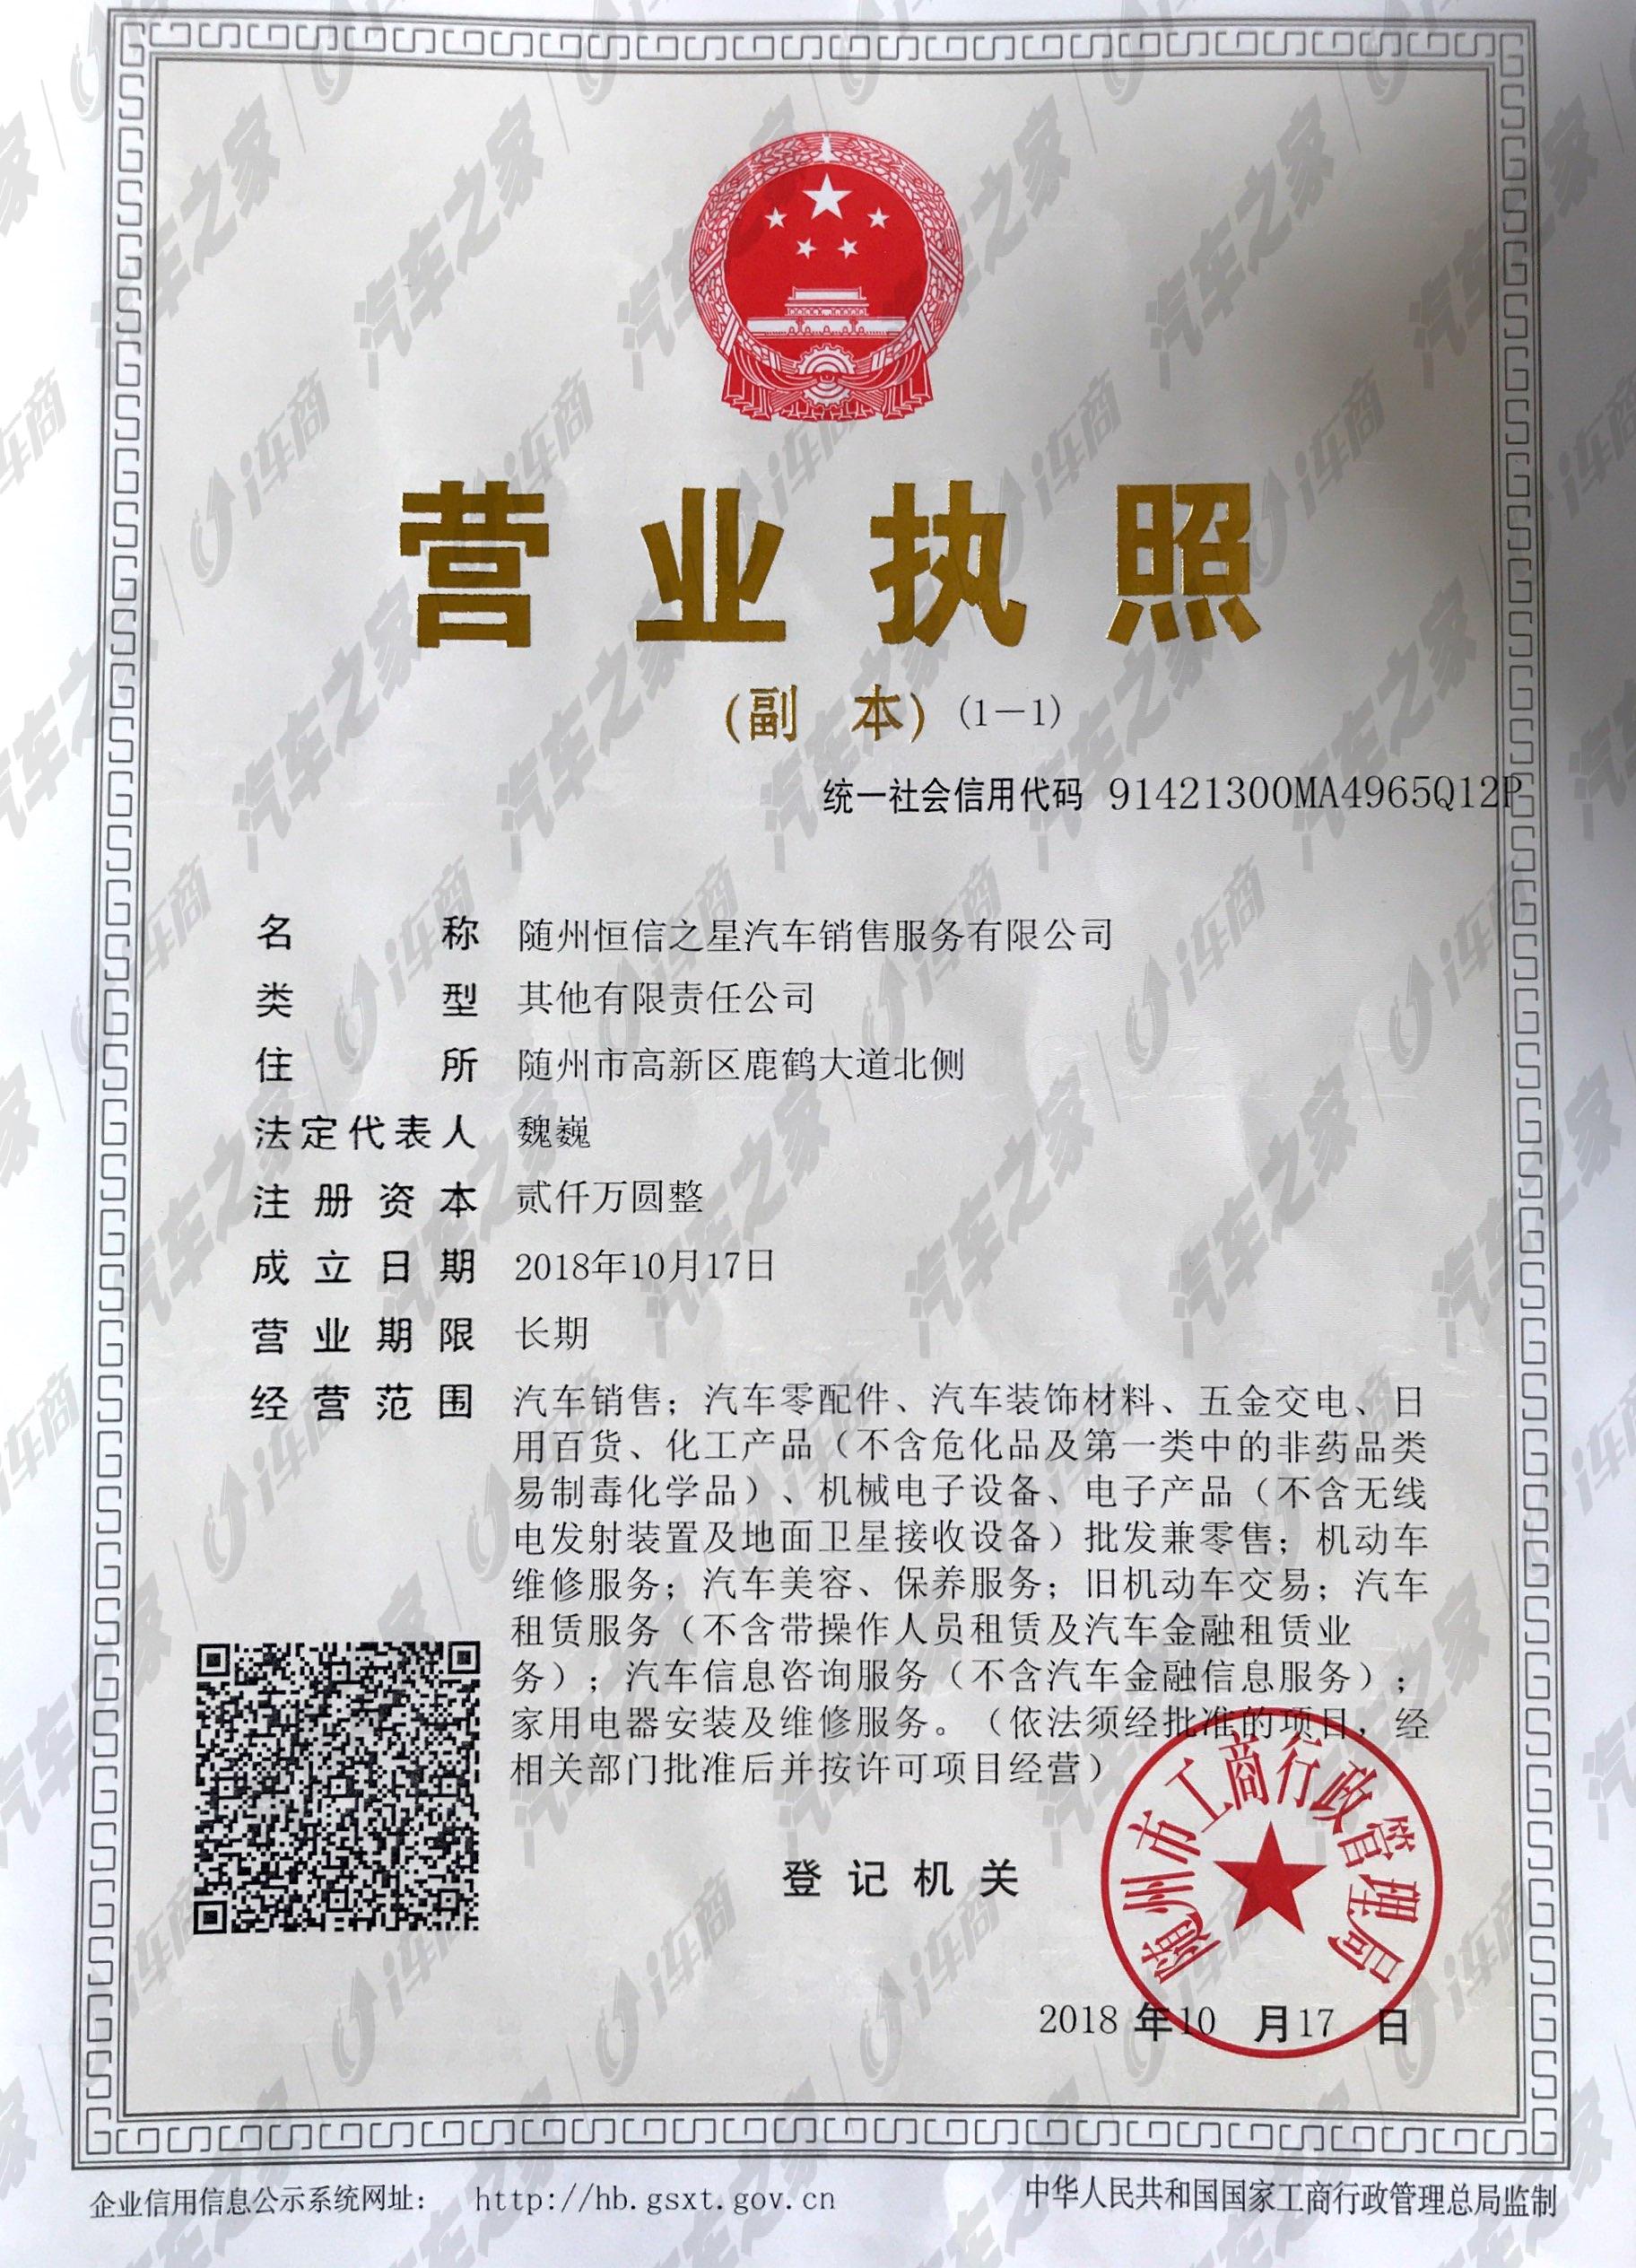 营业执照
(副 本) (1-1)
统一社会信用代码 91421300MA4965Q12P
名 称 随州恒信之星汽车销售服务有限公司
类 型 其他有限责任公司
住 所 随州市高新区鹿鹤大道北侧
法定代表人 魏巍
注 册 资 本 贰仟万圆整
成 立 日 期 2018年10月17日
营 业 期 限 长期
经 营 范 围 汽车销售；汽车零配件、汽车装饰材料、五金交电、日
用百货、化工产品（不含危化品及第一类中的非药品类
易制毒化学品）、机械电子设备、电子产品（不含无线
电发射装置及地面卫星接收设备）批发兼零售；机动车
维修服务；汽车美容、保养服务；旧机动车交易；汽车
租赁服务（不含带操作人员租赁及汽车金融租赁业
务）；汽车信息咨询服务（不含汽车金融信息服务）；
家用电器安装及维修服务。（依法须经批准的项目，经
相关部门批准后并按许可项目经营）
登 记 机 关
随州市工商行政管理局
2018 年10 月17 日
企业信用信息公示系统网址： http://hb.gsxt.gov.cn
中华人民共和国国家工商行政管理总局监制
汽车之家
i车商